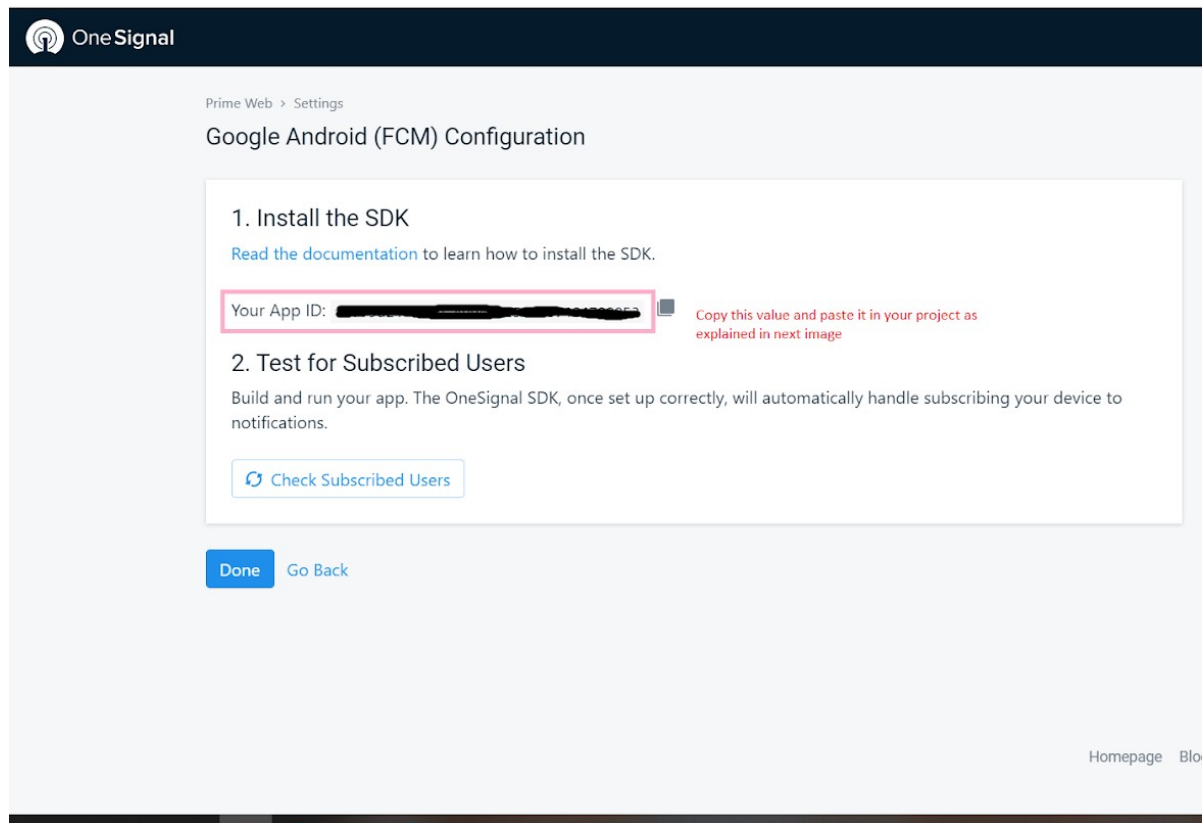 OneSignal
Prime Web > Settings
Google Android (FCM) Configuration
1. Install the SDK
Read the documentation to learn how to install the SDK.
Your App ID:
Copy this value and paste it in your project as
explained in next image
2. Test for Subscribed Users
Build and run your app. The OneSignal SDK, once set up correctly, will automatically handle subscribing your device to
notifications.
Check Subscribed Users
Done Go Back
Homepage